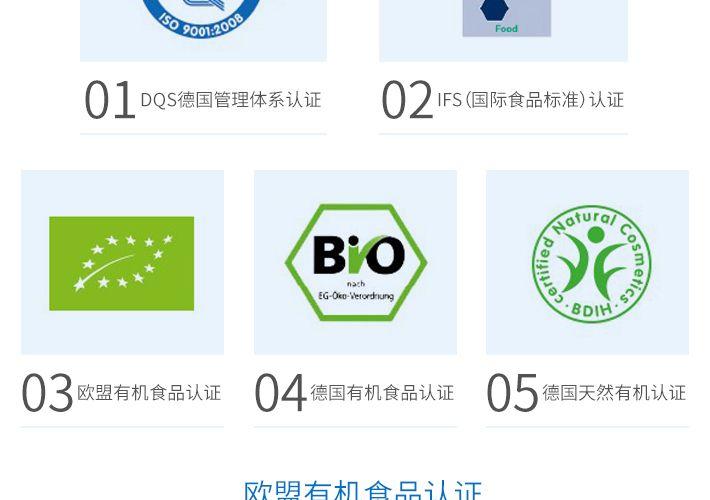 ISO 9001:2008
Food
01 DQS德国管理体系认证
02 IFS(国际食品标准)认证
BiO
nach
EG-Öko-Verordnung
certified Natural Cosmetics
·BDIH·
03 欧盟有机食品认证
04 德国有机食品认证
05 德国天然有机认证
欧盟有机食品认证